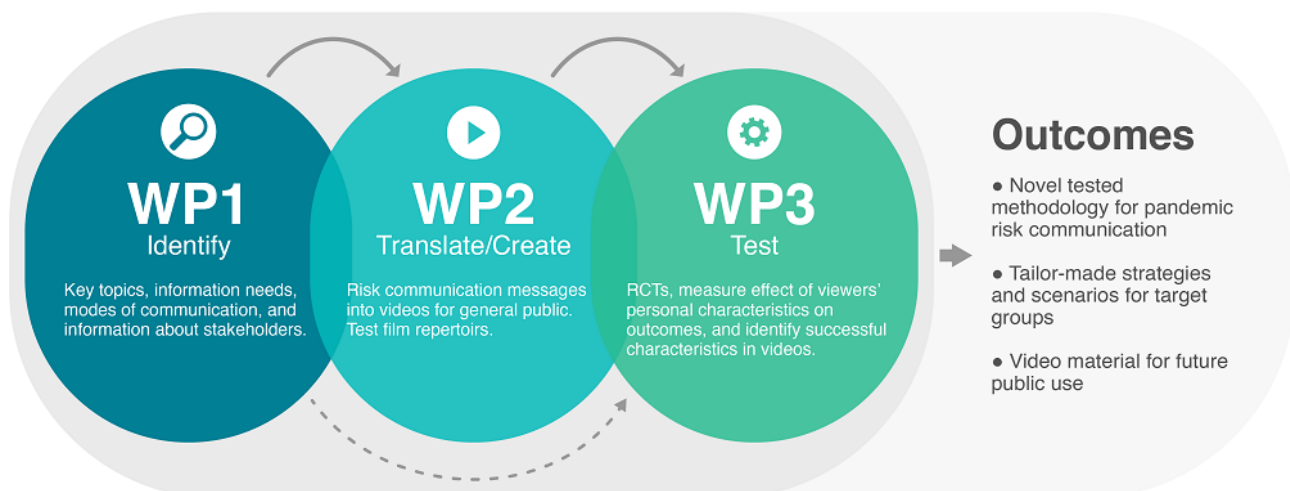 WP1
Identify
Key topics, information needs,
modes of communication, and
information about stakeholders.
WP2
Translate/Create
Risk communication messages
into videos for general public.
Test film repertoirs.
WP3
Test
RCTs, measure effect of viewers’
personal characteristics on
outcomes, and identify successful
characteristics in videos.
Outcomes
● Novel tested
methodology for pandemic
risk communication
● Tailor-made strategies
and scenarios for target
groups
● Video material for future
public use